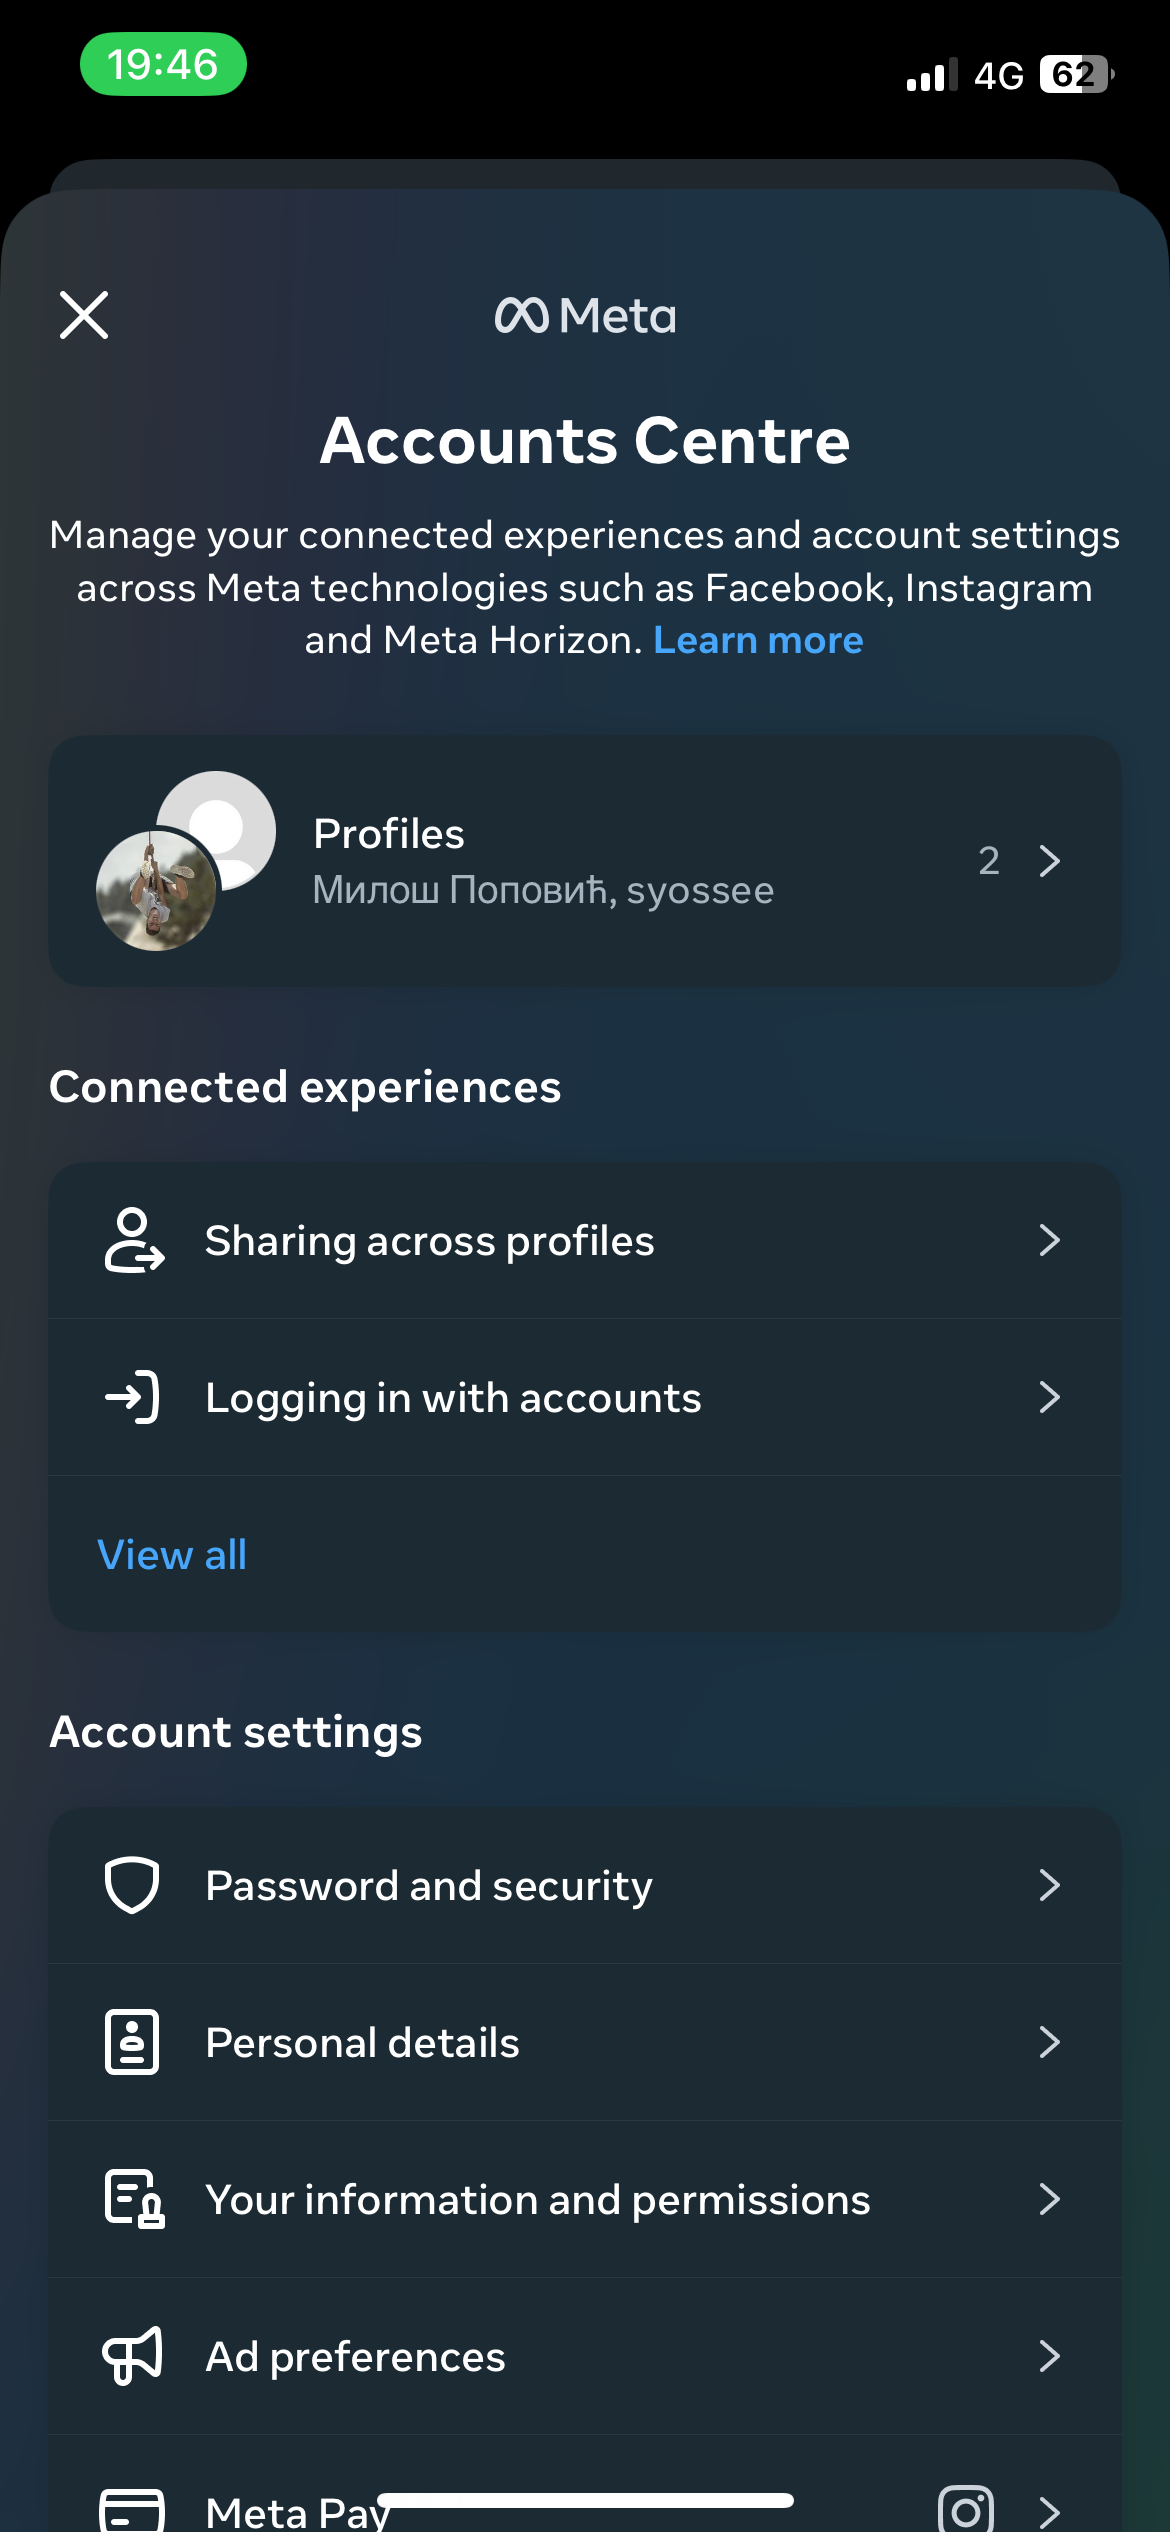 19:46
4G 62
Meta
Accounts Centre
Manage your connected experiences and account settings
across Meta technologies such as Facebook, Instagram
and Meta Horizon. Learn more
Profiles
Милош Поповић, syossee
2
Connected experiences
Sharing across profiles
Logging in with accounts
View all
Account settings
Password and security
Personal details
Your information and permissions
Ad preferences
Meta Pay